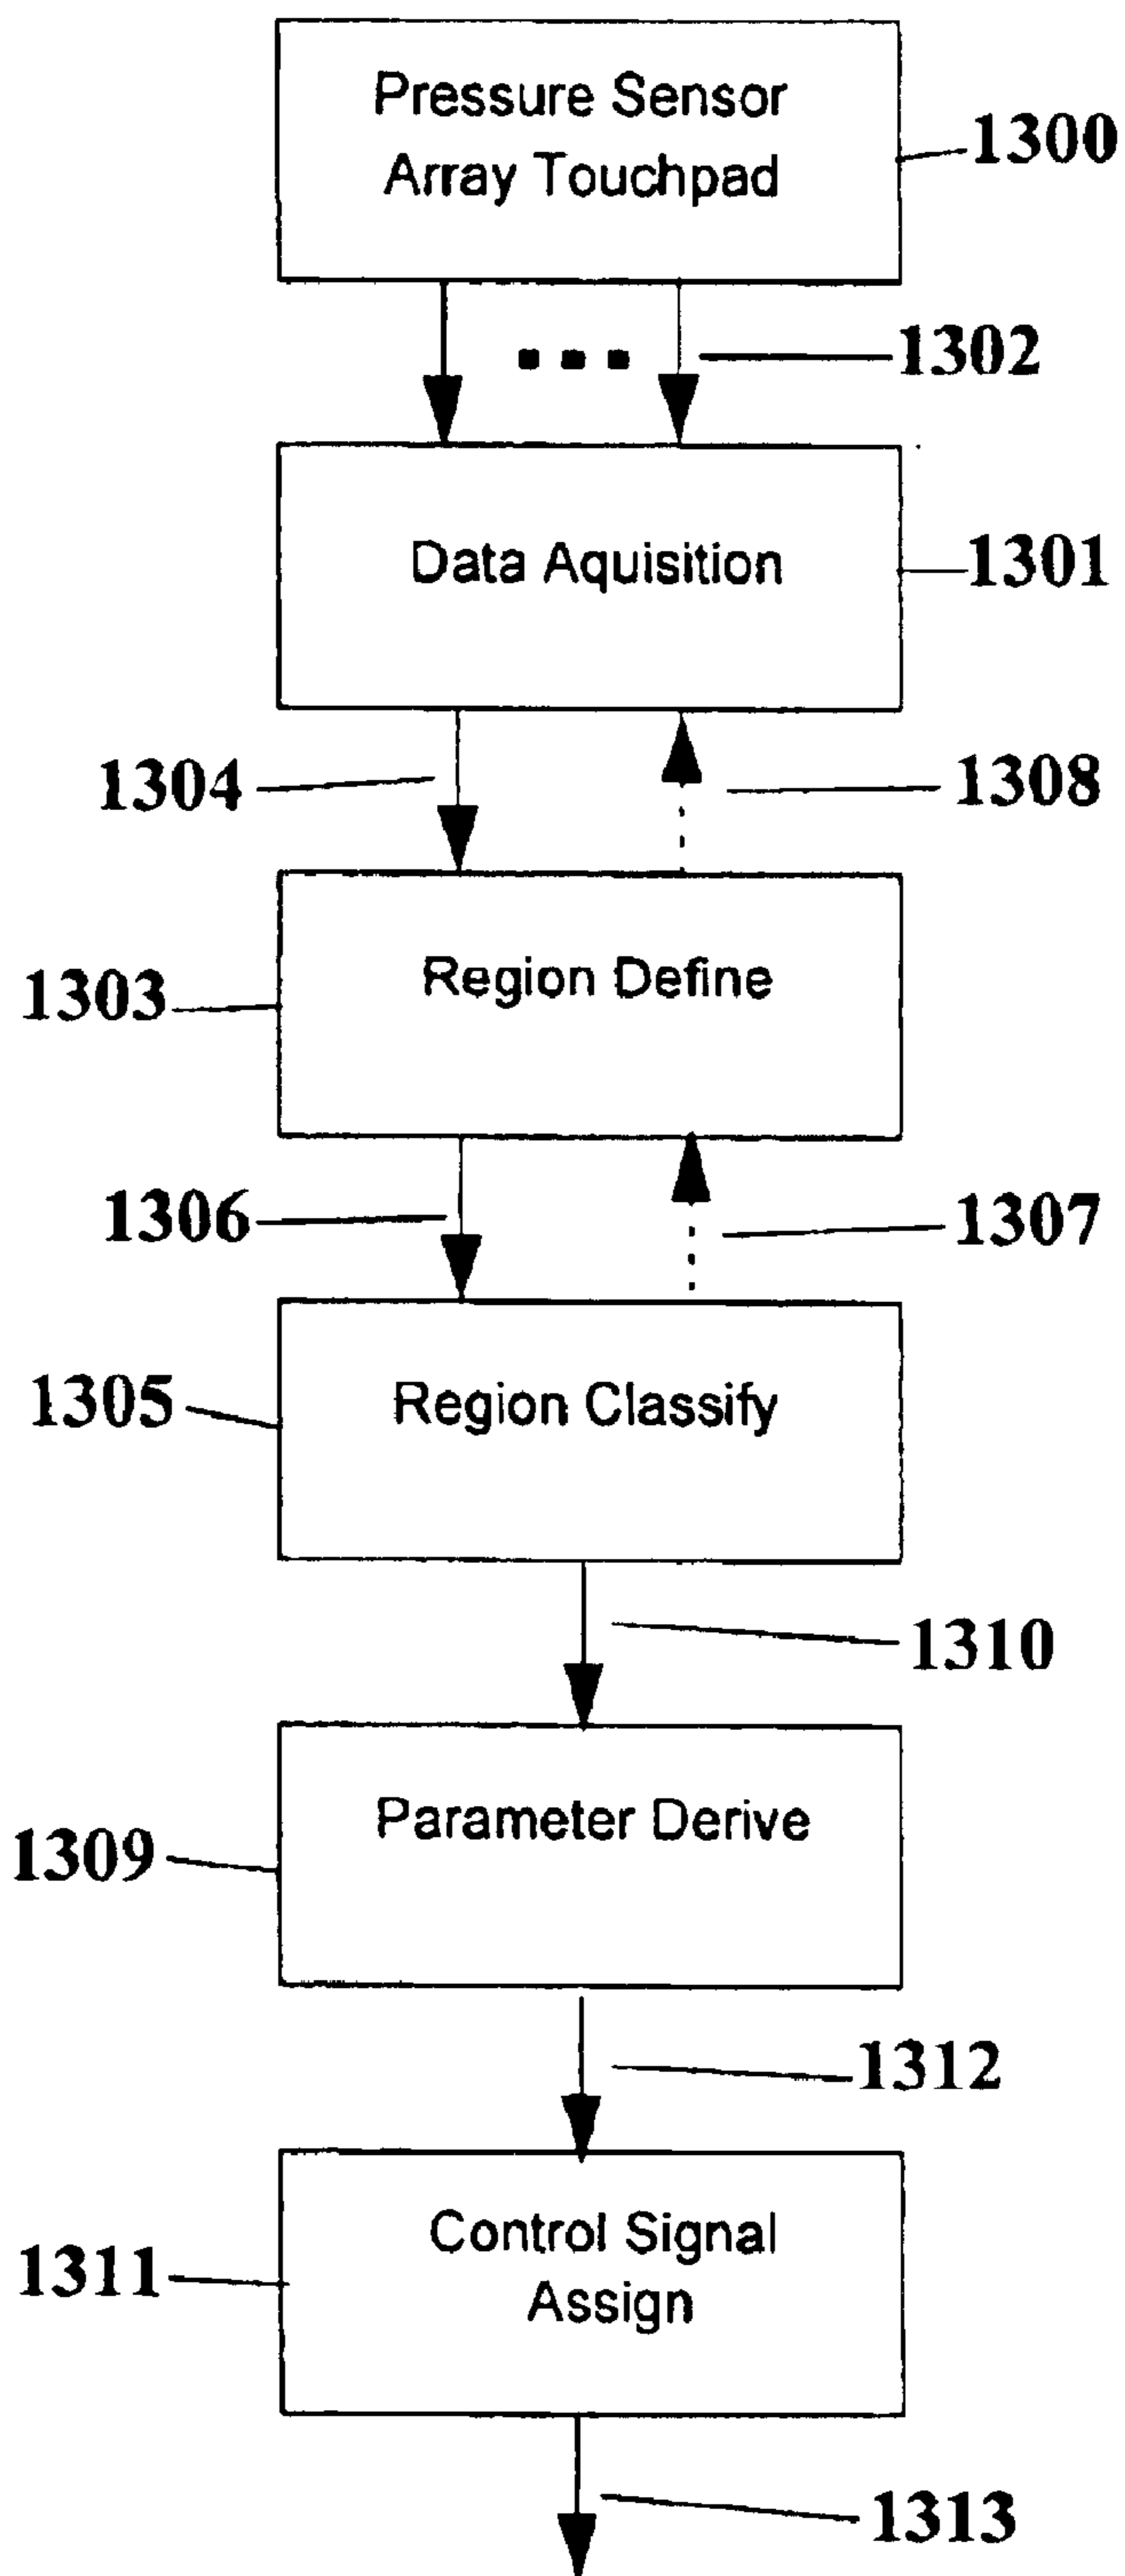 Pressure Sensor
Array Touchpad
1300
1302
Data Aquisition
1301
1304
1308
Region Define
1303
1306
1307
Region Classify
1305
1310
Parameter Derive
1309
1312
Control Signal
Assign
1311
1313